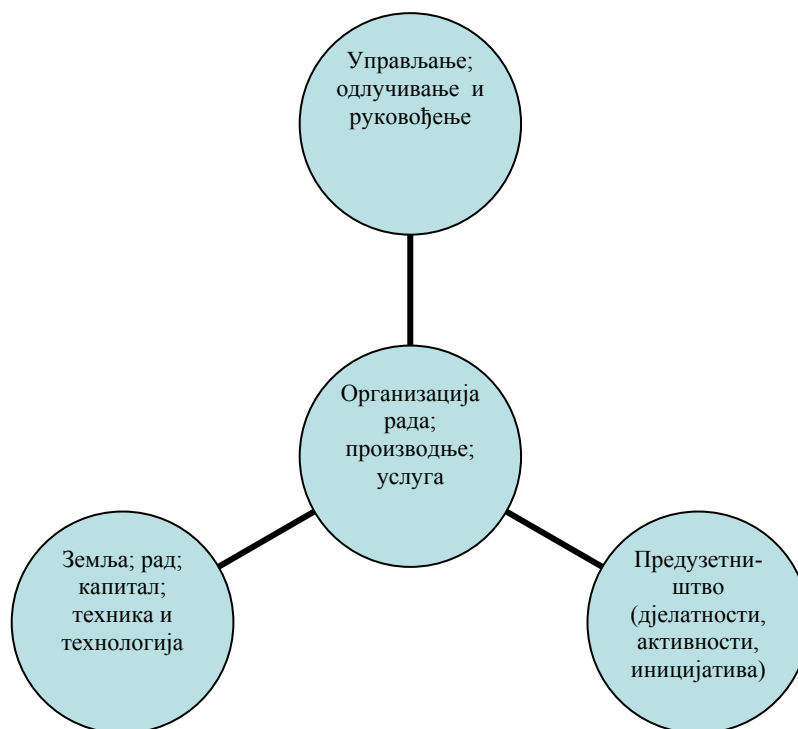 Управљање;
одлучивање и
руковођење
Организација
рада;
производње;
услуга
Земља; рад;
капитал;
техника и
технологија
Предузетни-
штво
(дјелатности,
активности,
иницијатива)